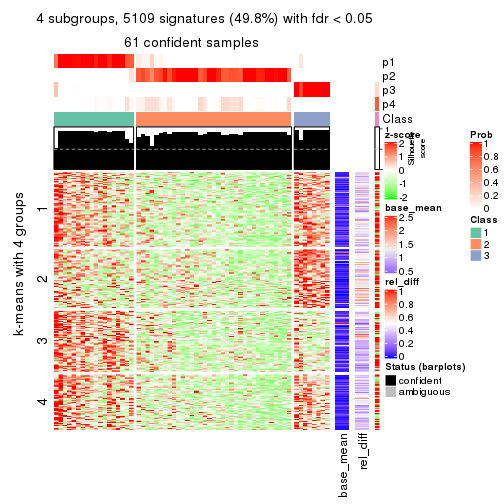 4 subgroups, 5109 signatures (49.8%) with fdr < 0.05
61 confident samples
p1
p2
p3
p4
Class
1
Silhouette
score
k-means with 4 groups
1
2
3
4
base_mean
rel_diff
z-score
2
1
0
-1
-2
base_mean
2.5
2
1.5
1
0.5
rel_diff
1
0.8
0.6
0.4
0.2
0
Status (barplots)
confident
ambiguous
Prob
1
0.8
0.6
0.4
0.2
0
Class
1
2
3